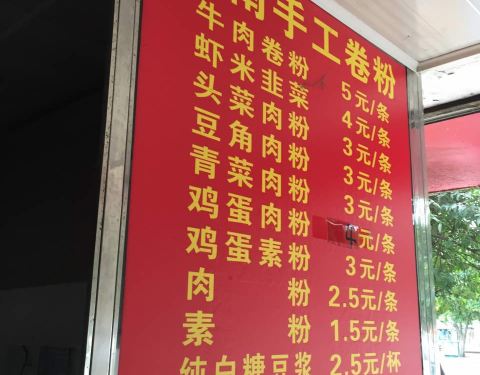 南手工卷粉
牛肉卷粉 5元/条
虾米韭菜 4元/条
头菜肉粉 3元/条
豆角肉粉 3元/条
青菜肉粉 3元/条
鸡蛋肉粉 4元/条
鸡蛋素粉 3元/条
肉粉 2.5元/条
素粉 1.5元/条
纯白糖豆浆 2.5元/杯